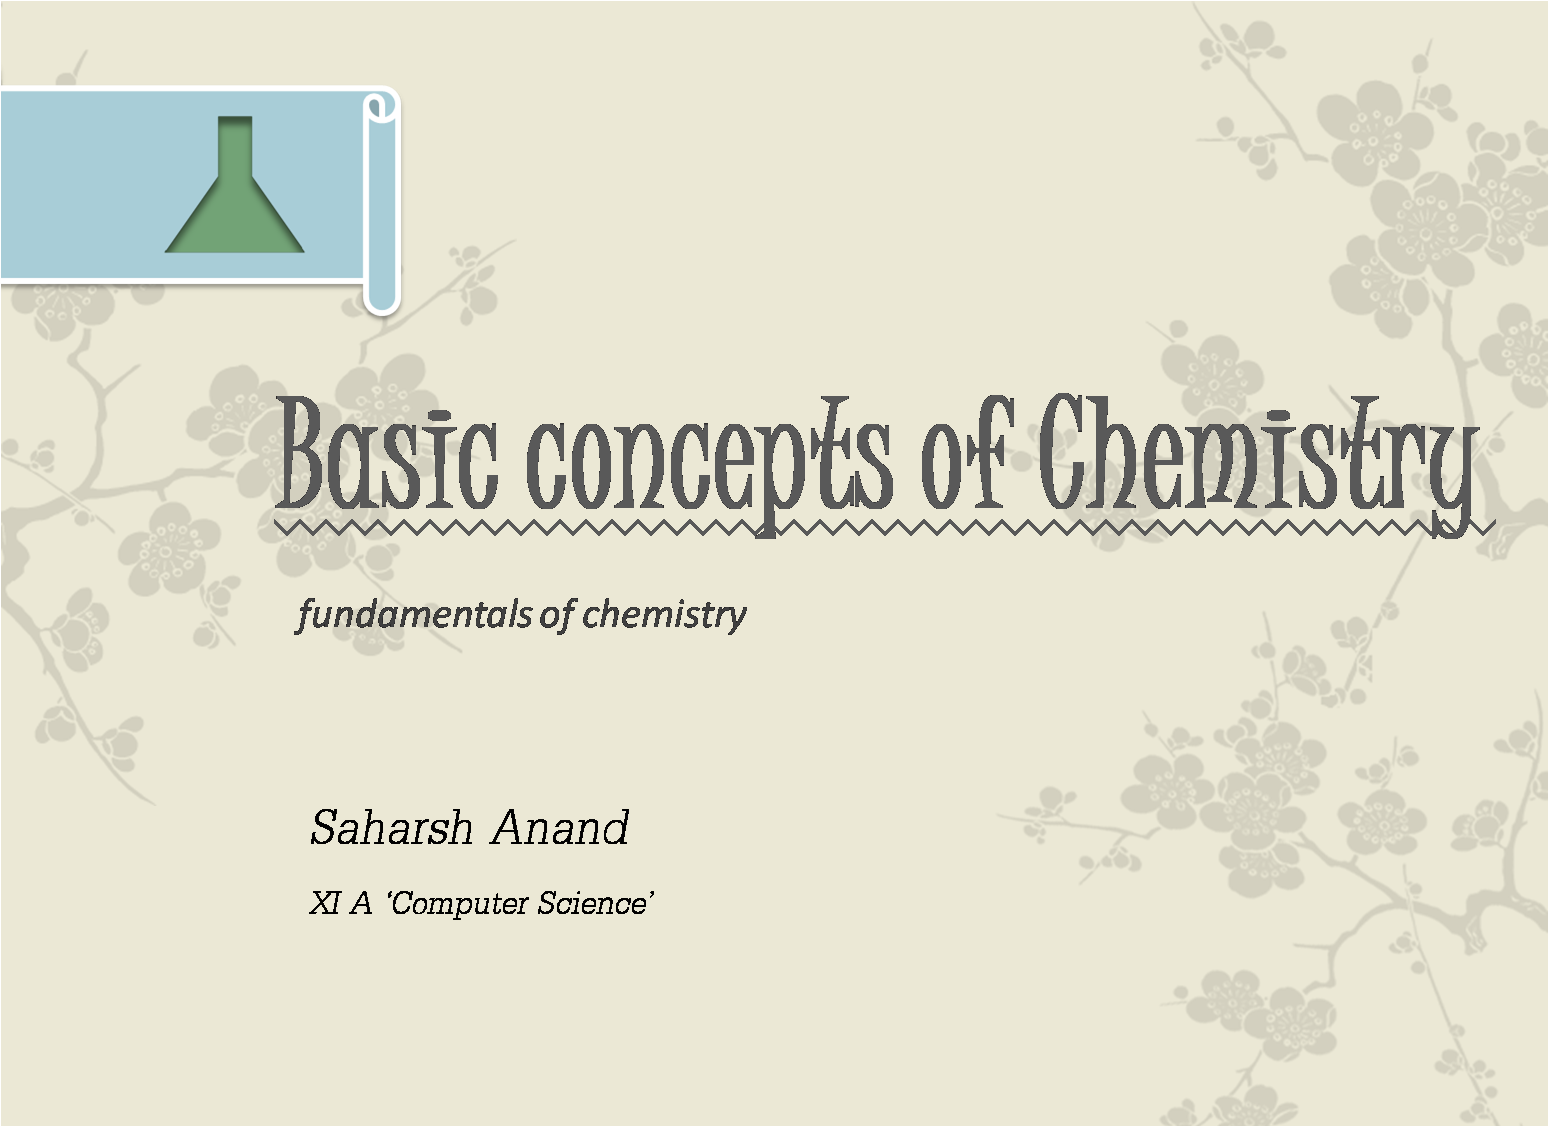 Basic concepts of Chemistry
fundamentals of chemistry
Saharsh Anand
XI A ‘Computer Science’